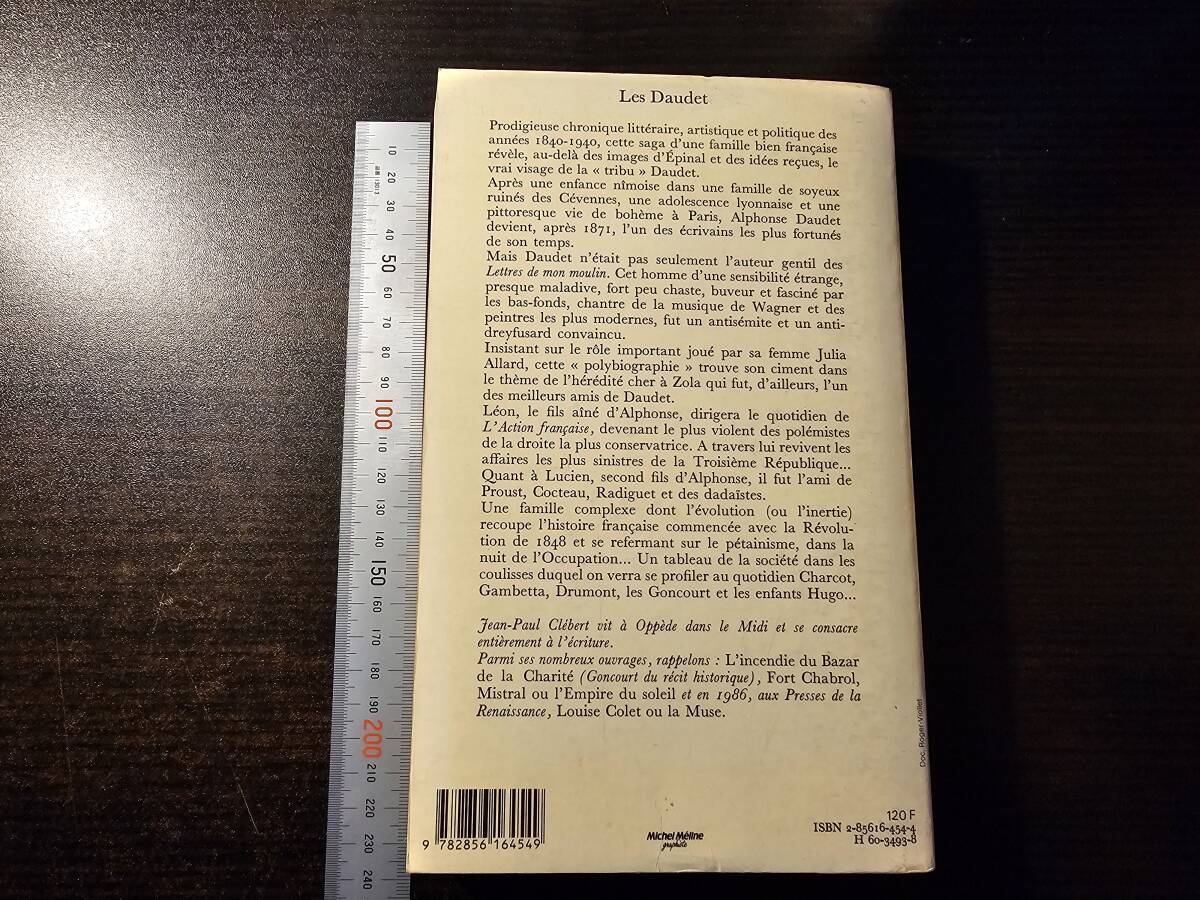 Les Daudet
Prodigieuse chronique littéraire, artistique et politique des
années 1840-1940, cette saga d'une famille bien française
révèle, au-delà des images d'Épinal et des idées reçues, le
vrai visage de la « tribu » Daudet.
Après une enfance nîmoise dans une famille de soyeux
ruinés des Cévennes, une adolescence lyonnaise et une
pittoresque vie de bohème à Paris, Alphonse Daudet
devient, après 1871, l'un des écrivains les plus fortunés
de son temps.
Mais Daudet n'était pas seulement l'auteur gentil des
Lettres de mon moulin. Cet homme d'une sensibilité étrange,
presque maladive, fort peu chaste, buveur et fasciné par
les bas-fonds, chantre de la musique de Wagner et des
peintres les plus modernes, fut un antisémite et un anti-
dreyfusard convaincu.
Insistant sur le rôle important joué par sa femme Julia
Allard, cette « polybiographie » trouve son ciment dans
le thème de l'hérédité cher à Zola qui fut, d'ailleurs, l'un
des meilleurs amis de Daudet.
Léon, le fils aîné d'Alphonse, dirigera le quotidien de
L'Action française, devenant le plus violent des polémistes
de la droite la plus conservatrice. A travers lui revivent les
affaires les plus sinistres de la Troisième République...
Quant à Lucien, second fils d'Alphonse, il fut l'ami de
Proust, Cocteau, Radiguet et des dadaïstes.
Une famille complexe dont l'évolution (ou l'inertie)
recoupe l'histoire française commencée avec la Révolu-
tion de 1848 et se refermant sur le pétainisme, dans la
nuit de l'Occupation... Un tableau de la société dans les
coulisses duquel on verra se profiler au quotidien Charcot,
Gambetta, Drumont, les Goncourt et les enfants Hugo...
Jean-Paul Clébert vit à Oppède dans le Midi et se consacre
entièrement à l'écriture.
Parmi ses nombreux ouvrages, rappelons : L'incendie du Bazar
de la Charité (Goncourt du récit historique), Fort Chabrol,
Mistral ou l'Empire du soleil et en 1986, aux Presses de la
Renaissance, Louise Colet ou la Muse.
Doc. Roger-Viollet
9 782856 164549
Michel Méline
graphiste
120 F
ISBN 2-85616-454-4
H 60-3493-8
10
20
30
40
50
60
70
80
90
100
110
120
130
140
150
160
170
180
190
200
210
220
230
240